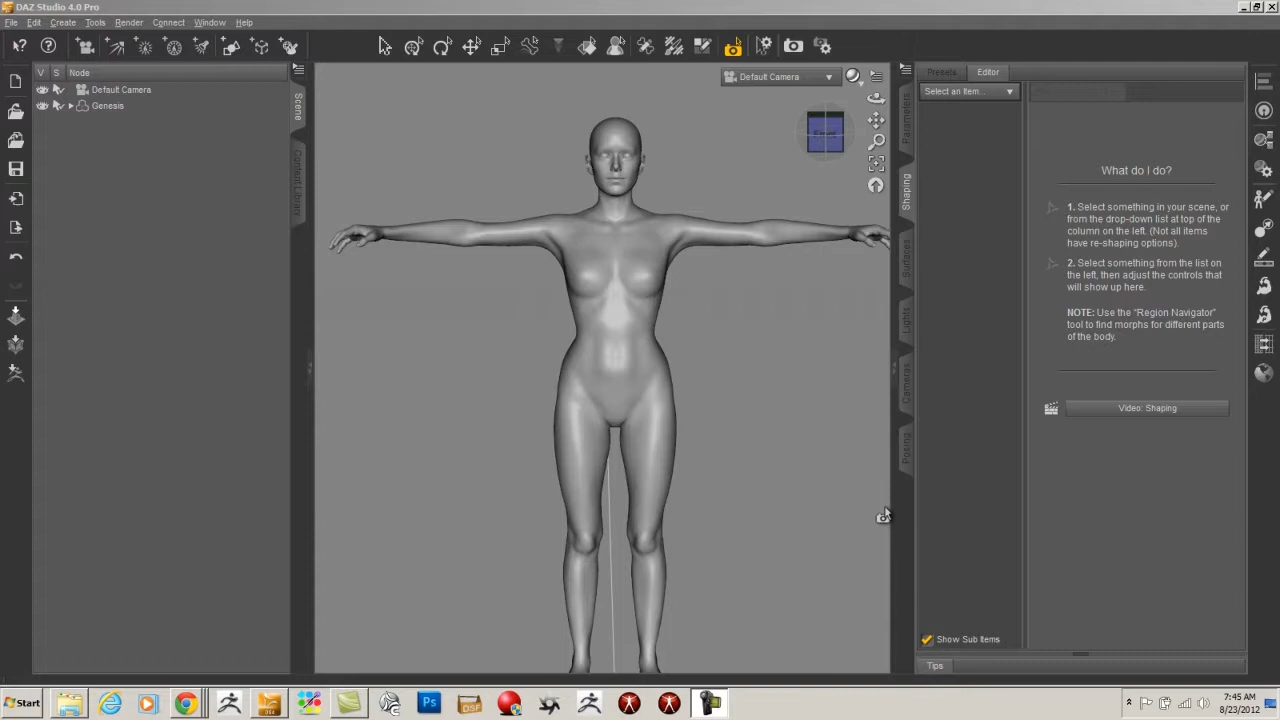 DAZ Studio 4.0 Pro
File Edit Create Tools Render Connect Window Help
V S Node
Default Camera
Genesis
Scene
Content Library
Default Camera
Front
Parameters
Shaping
Surfaces
Lights
Cameras
Posing
Presets Editor
Select an Item...
What do I do?
1. Select something in your scene, or
from the drop-down list at top of the
column on the left. (Not all items
have re-shaping options).
2. Select something from the list on
the left, then adjust the controls that
will show up here.
NOTE: Use the "Region Navigator"
tool to find morphs for different parts
of the body.
Video: Shaping
Show Sub Items
Tips
Start
DS4
Ps
DSF
7:45 AM
8/23/2012